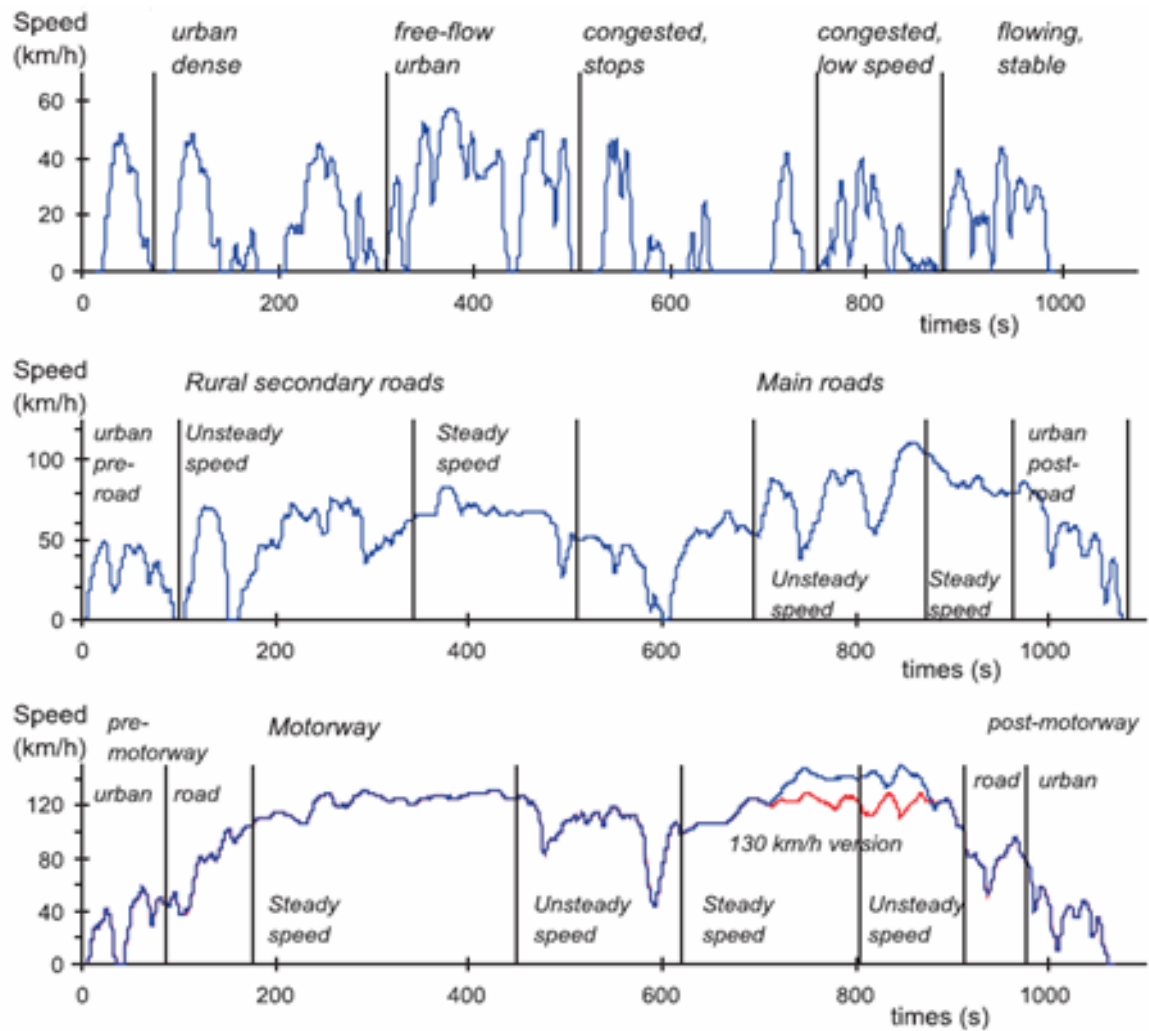 Speed
(km/h)
urban
dense
free-flow
urban
congested,
stops
congested,
low speed
flowing,
stable
60
40
20
0
0 200 400 600 800 1000
times (s)
Speed
(km/h)
Rural secondary roads
Main roads
urban
pre-
road
Unsteady
speed
Steady
speed
urban
post-
road
100
50
0
Unsteady
speed
Steady
speed
0 200 400 600 800 1000
times (s)
Speed
(km/h)
pre-
motorway
Motorway
post-motorway
urban
road
road
urban
120
80
40
0
130 km/h version
Steady
speed
Unsteady
speed
Steady
speed
Unsteady
speed
0 200 400 600 800 1000
times (s)